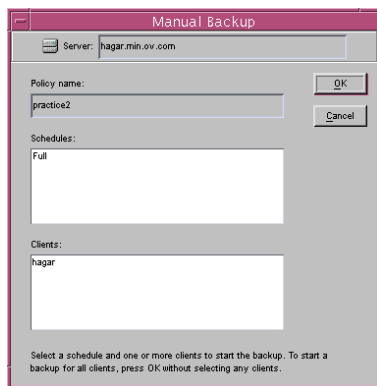 Manual Backup
Server: hagar.min.ov.com
Policy name:
OK
practice2
Cancel
Schedules:
Full
Clients:
hagar
Select a schedule and one or more clients to start the backup. To start a
backup for all clients, press OK without selecting any clients.